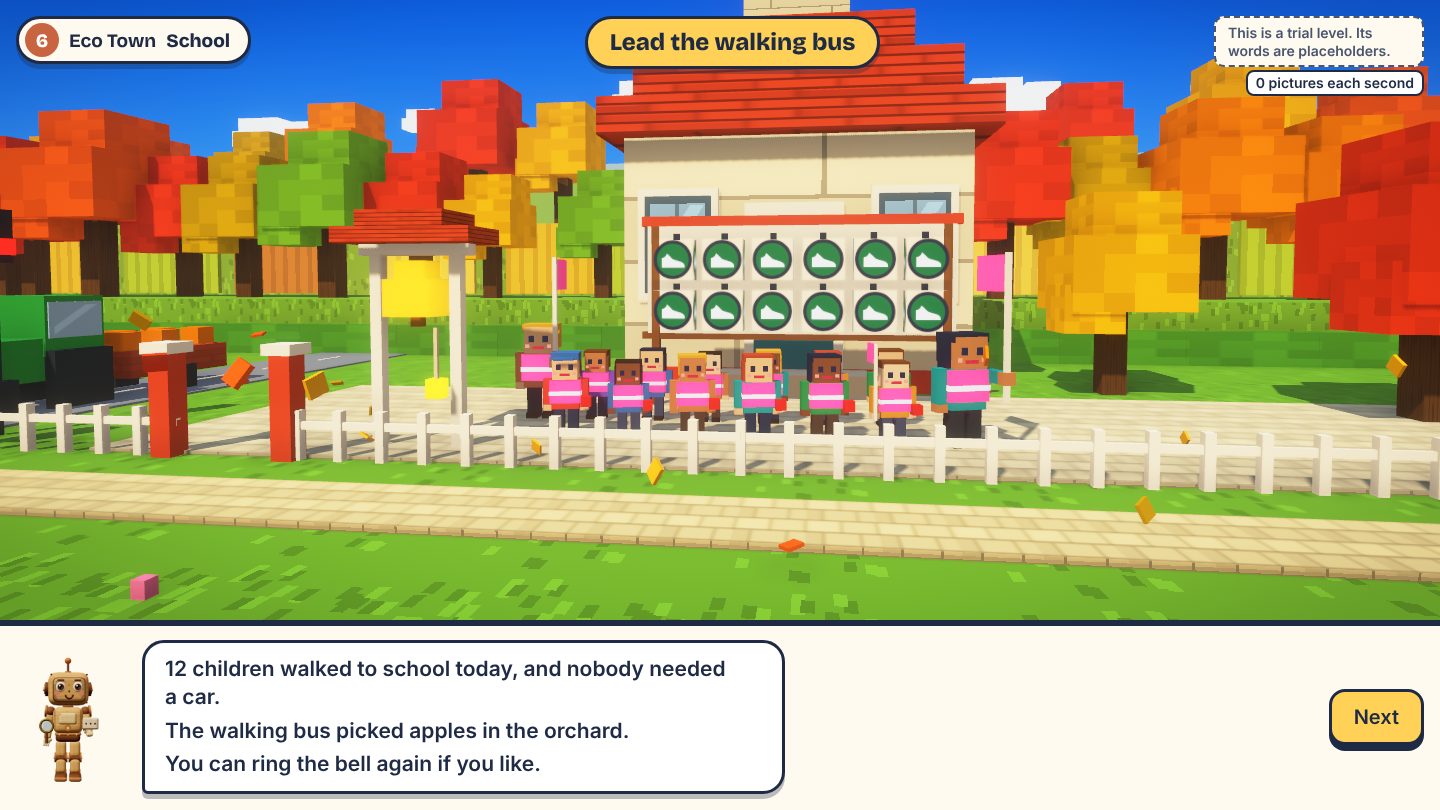 6 Eco Town School
Lead the walking bus
This is a trial level. Its
words are placeholders.
0 pictures each second
12 children walked to school today, and nobody needed
a car.
The walking bus picked apples in the orchard.
You can ring the bell again if you like.
Next